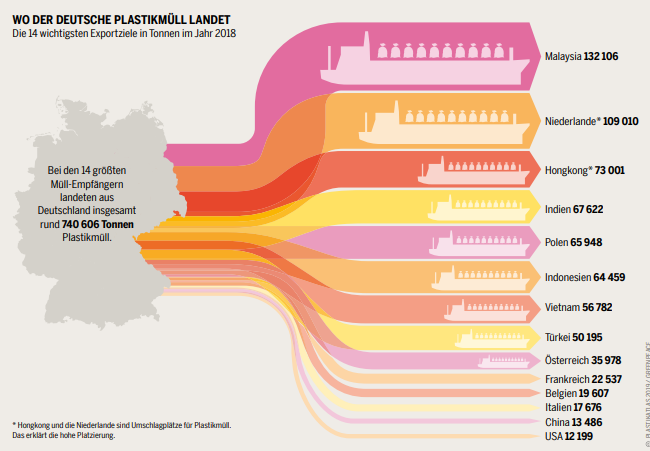 WO DER DEUTSCHE PLASTIKMÜLL LANDET
Die 14 wichtigsten Exportziele in Tonnen im Jahr 2018
Bei den 14 größten
Müll-Empfängern
landeten aus
Deutschland insgesamt
rund 740 606 Tonnen
Plastikmüll.
Malaysia 132 106
Niederlande* 109 010
Hongkong* 73 001
Indien 67 622
Polen 65 948
Indonesien 64 459
Vietnam 56 782
Türkei 50 195
Österreich 35 978
Frankreich 22 537
Belgien 19 607
Italien 17 676
China 13 486
USA 12 199
* Hongkong und die Niederlande sind Umschlagplätze für Plastikmüll.
Das erklärt die hohe Platzierung.
PLASTIKATLAS 2019 / GREENPEACE